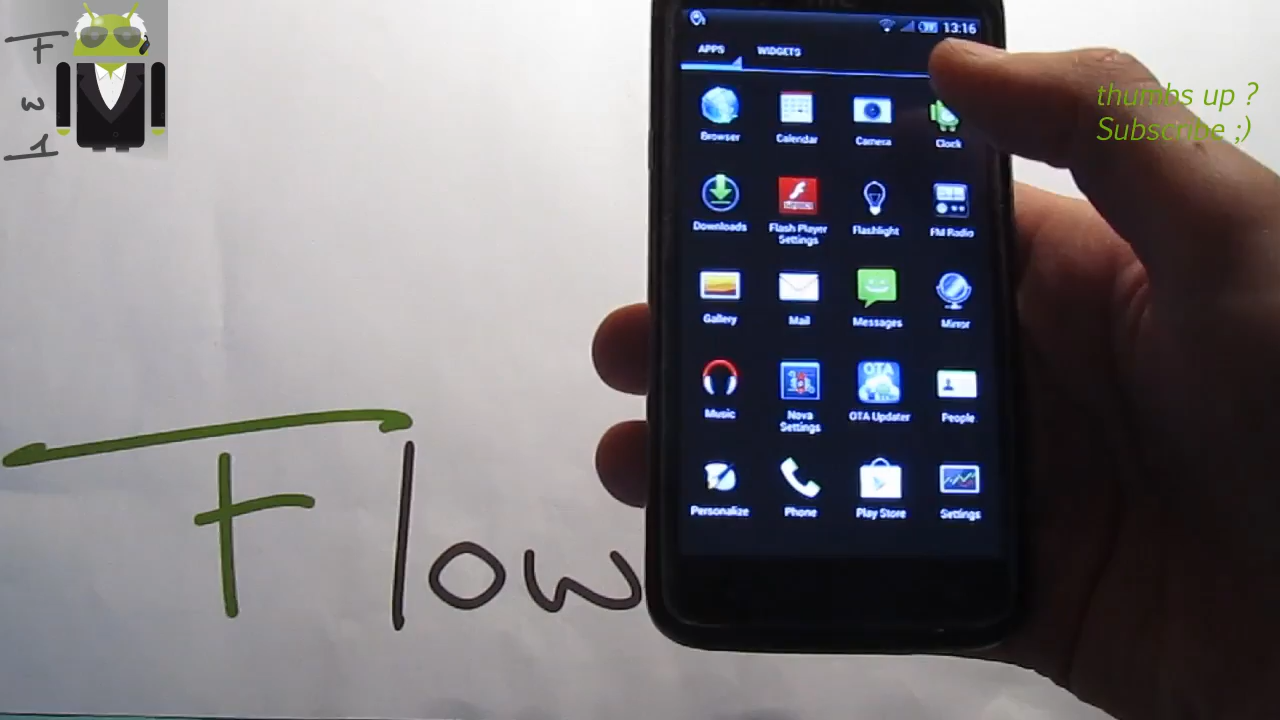 F
w
1
13:16
APPS WIDGETS
Browser Calendar Camera Clock
Downloads Flash Player Settings Flashlight FM Radio
Gallery Mail Messages Mirror
Music Nova Settings OTA Updater People
OTA
Personalize Phone Play Store Settings
thumbs up ?
Subscribe ;)
Flow